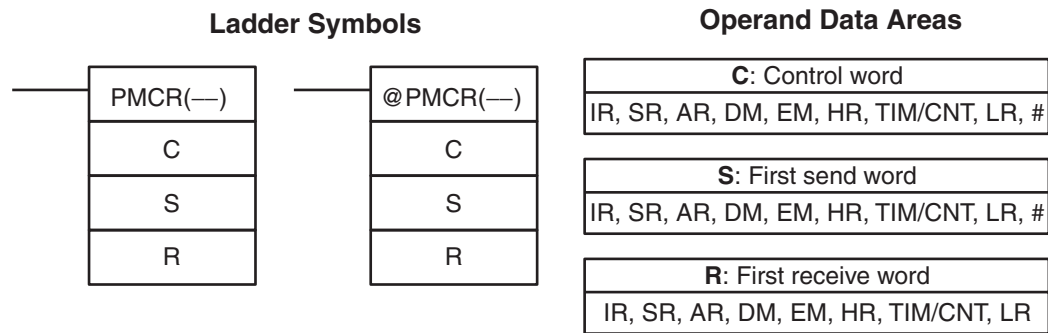 Ladder Symbols
PMCR(––)
C
S
R
@PMCR(––)
C
S
R
Operand Data Areas
C: Control word
IR, SR, AR, DM, EM, HR, TIM/CNT, LR, #
S: First send word
IR, SR, AR, DM, EM, HR, TIM/CNT, LR, #
R: First receive word
IR, SR, AR, DM, EM, HR, TIM/CNT, LR